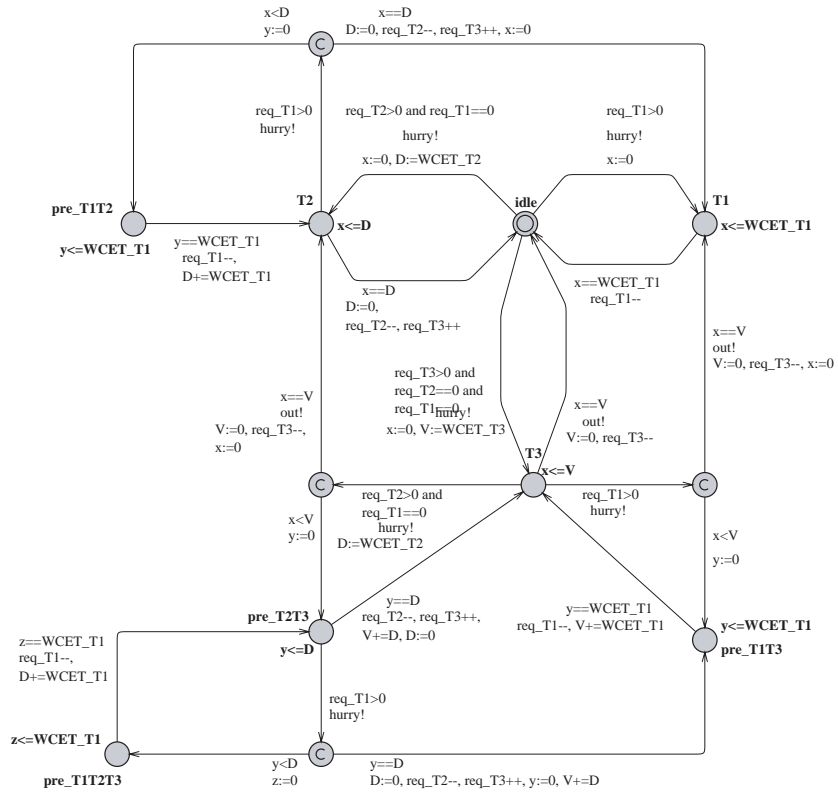 x<D
y:=0
x==D
D:=0, req_T2--, req_T3++, x:=0
C
req_T1>0
hurry!
req_T2>0 and req_T1==0
hurry!
x:=0, D:=WCET_T2
req_T1>0
hurry!
x:=0
pre_T1T2
y<=WCET_T1
T2
x<=D
idle
T1
x<=WCET_T1
y==WCET_T1
req_T1--,
D+=WCET_T1
x==D
D:=0,
req_T2--, req_T3++
x==WCET_T1
req_T1--
x==V
out!
V:=0, req_T3--, x:=0
req_T3>0 and
req_T2==0 and
req_T1==0
hurry!
x:=0, V:=WCET_T3
x==V
out!
V:=0, req_T3--,
x:=0
x==V
out!
V:=0, req_T3--
T3
x<=V
C
C
req_T2>0 and
req_T1==0
hurry!
D:=WCET_T2
req_T1>0
hurry!
x<V
y:=0
x<V
y:=0
pre_T2T3
y<=D
y==D
req_T2--, req_T3++,
V+=D, D:=0
y==WCET_T1
req_T1--, V+=WCET_T1
y<=WCET_T1
pre_T1T3
z==WCET_T1
req_T1--,
D+=WCET_T1
req_T1>0
hurry!
z<=WCET_T1
pre_T1T2T3
C
y<D
z:=0
y==D
D:=0, req_T2--, req_T3++, y:=0, V+=D